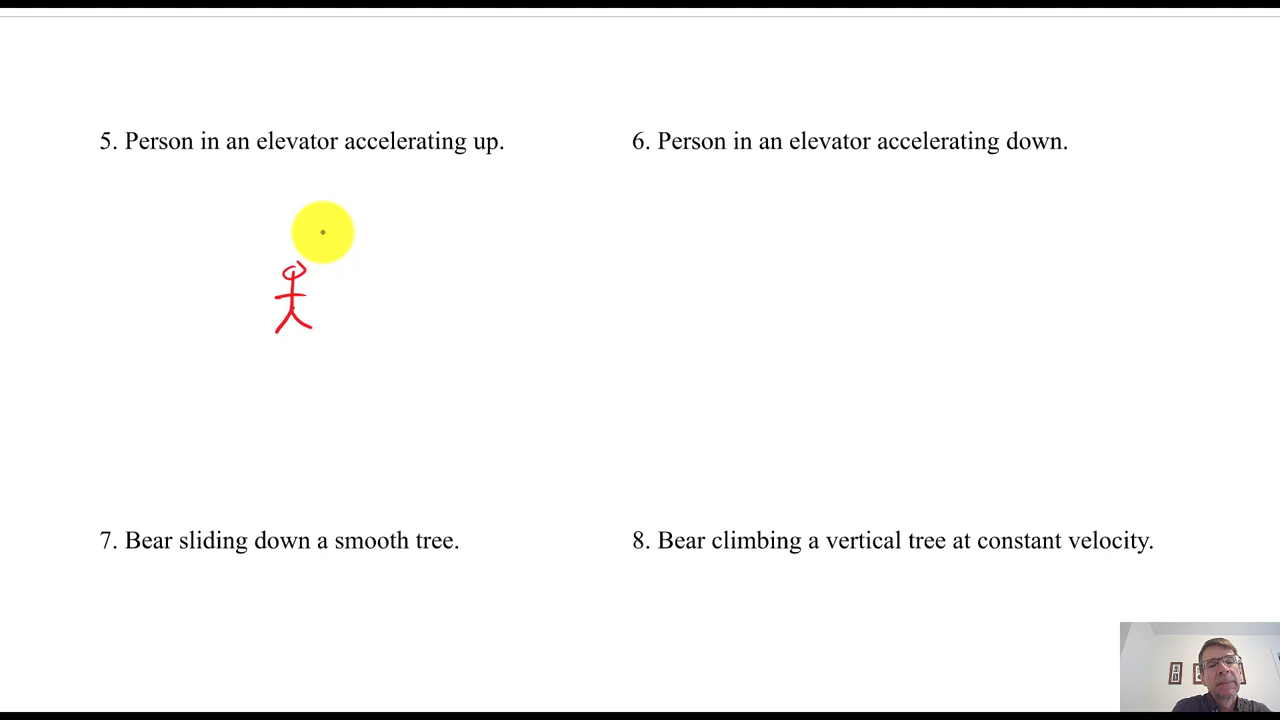 5. Person in an elevator accelerating up.
6. Person in an elevator accelerating down.
7. Bear sliding down a smooth tree.
8. Bear climbing a vertical tree at constant velocity.